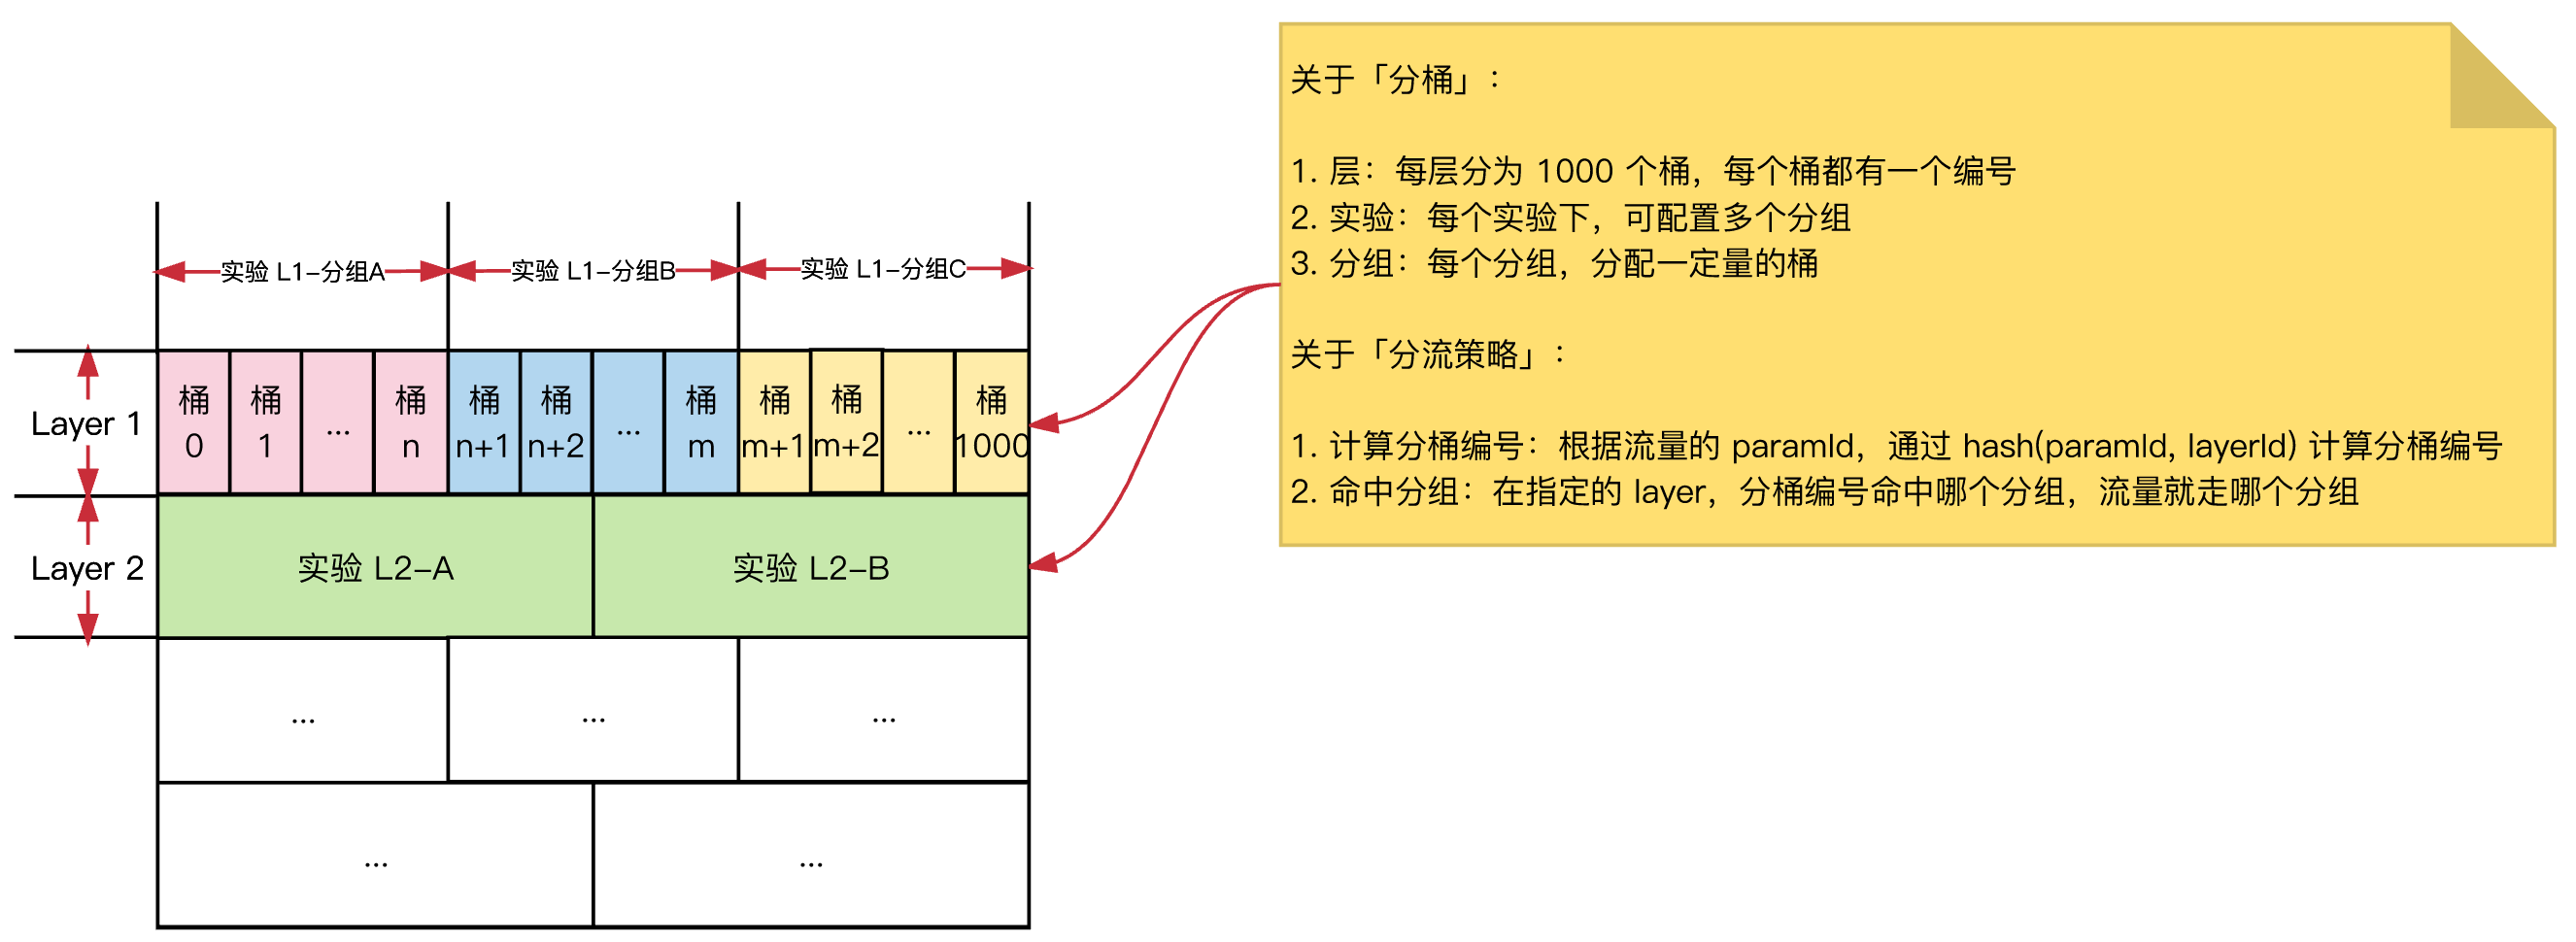 关于「分桶」：
1. 层：每层分为 1000 个桶，每个桶都有一个编号
2. 实验：每个实验下，可配置多个分组
3. 分组：每个分组，分配一定量的桶
关于「分流策略」：
1. 计算分桶编号：根据流量的 paramId，通过 hash(paramId, layerId) 计算分桶编号
2. 命中分组：在指定的 layer，分桶编号命中哪个分组，流量就走哪个分组
实验 L1-分组A
实验 L1-分组B
实验 L1-分组C
Layer 1
桶
0
桶
1
...
桶
n
桶
n+1
桶
n+2
...
桶
m
桶
m+1
桶
m+2
...
桶
1000
Layer 2
实验 L2-A
实验 L2-B
...
...
...
...
...